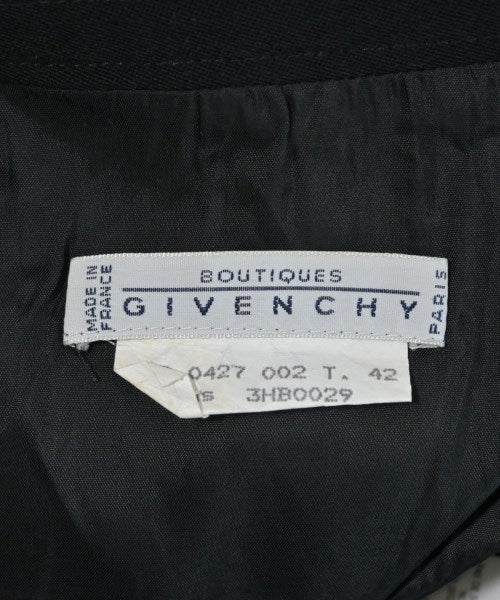 MADE IN
FRANCE
BOUTIQUES
GIVENCHY
PARIS
0427 002 T. 42
3HB0029